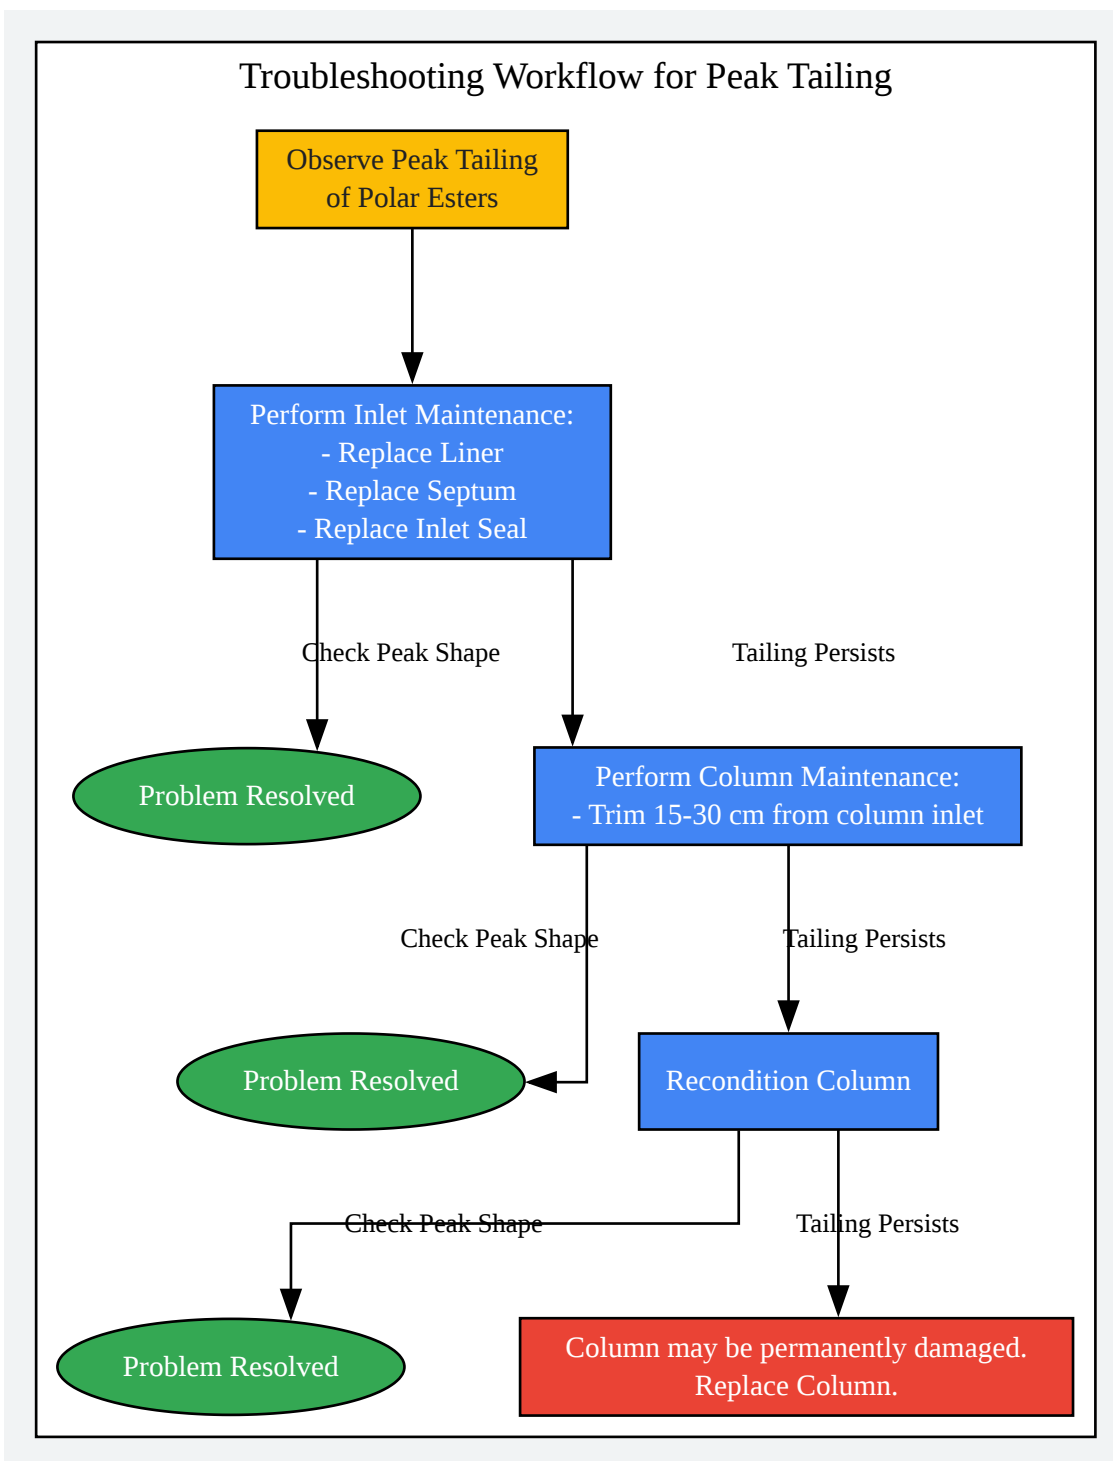 Troubleshooting Workflow for Peak Tailing
Observe Peak Tailing
of Polar Esters
Perform Inlet Maintenance:
- Replace Liner
- Replace Septum
- Replace Inlet Seal
Check Peak Shape
Tailing Persists
Problem Resolved
Perform Column Maintenance:
- Trim 15-30 cm from column inlet
Check Peak Shape
Tailing Persists
Problem Resolved
Recondition Column
Check Peak Shape
Tailing Persists
Problem Resolved
Column may be permanently damaged.
Replace Column.